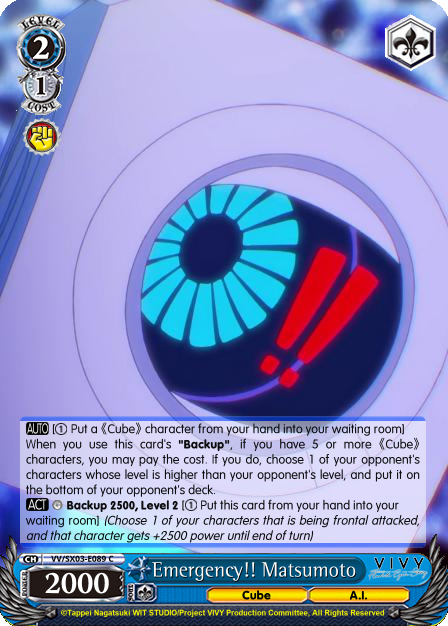 LEVEL
2
1
COST
AUTO [① Put a 《Cube》 character from your hand into your waiting room]
When you use this card's "Backup", if you have 5 or more 《Cube》
characters, you may pay the cost. If you do, choose 1 of your opponent's
characters whose level is higher than your opponent's level, and put it on
the bottom of your opponent's deck.
ACT Backup 2500, Level 2 [① Put this card from your hand into your
waiting room] (Choose 1 of your characters that is being frontal attacked,
and that character gets +2500 power until end of turn)
CH VV/SX03-E089 C
POWER 2000 SOUL Emergency!! Matsumoto VIVY
Cube A.I.
©Tappei Nagatsuki WIT STUDIO/Project VIVY Production Committee, All Rights Reserved